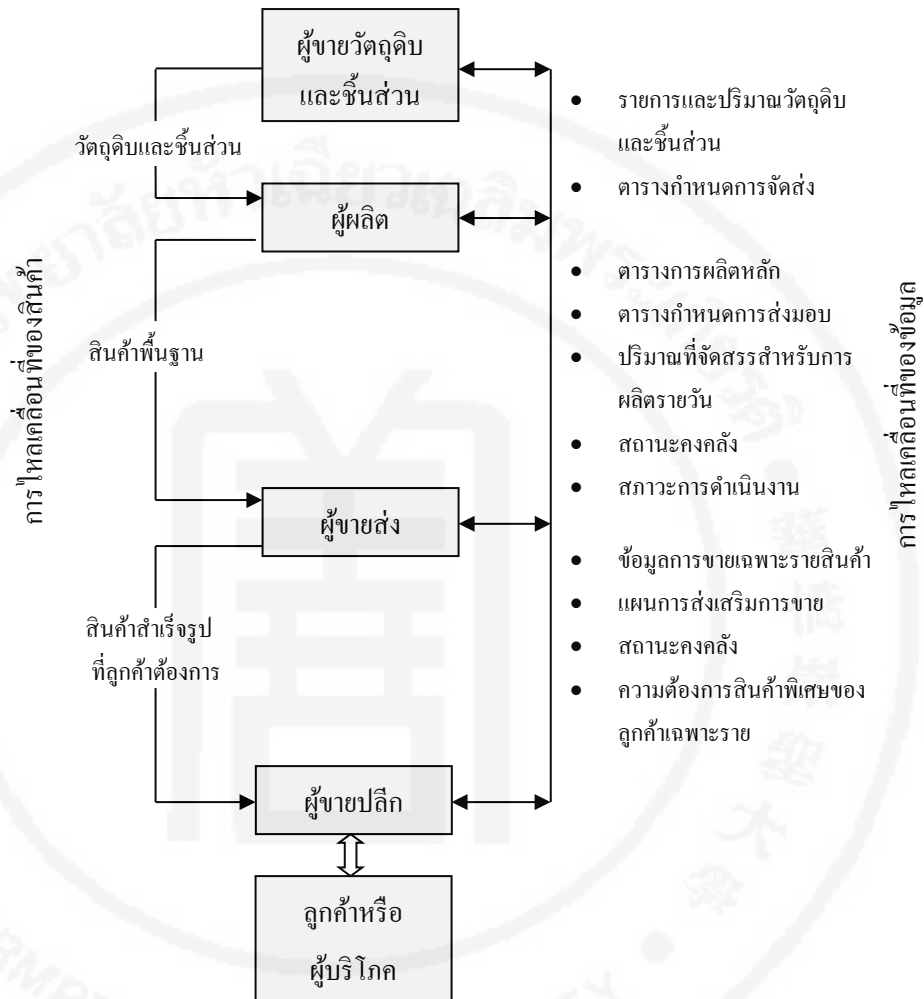 ผู้ขายวัตถุดิบ
และชิ้นส่วน
วัตถุดิบและชิ้นส่วน
ผู้ผลิต
สินค้าพื้นฐาน
ผู้ขายส่ง
สินค้าสำเร็จรูป
ที่ลูกค้าต้องการ
ผู้ขายปลีก
ลูกค้าหรือ
ผู้บริโภค
การไหลเคลื่อนที่ของสินค้า
• รายการและปริมาณวัตถุดิบ
และชิ้นส่วน
• ตารางกำหนดการจัดส่ง
• ตารางการผลิตหลัก
• ตารางกำหนดการส่งมอบ
• ปริมาณที่จัดสรรสำหรับการ
ผลิตรายวัน
• สถานะคงคลัง
• สภาวะการดำเนินงาน
• ข้อมูลการขายเฉพาะรายสินค้า
• แผนการส่งเสริมการขาย
• สถานะคงคลัง
• ความต้องการสินค้าพิเศษของ
ลูกค้าเฉพาะราย
การไหลเคลื่อนที่ของข้อมูล